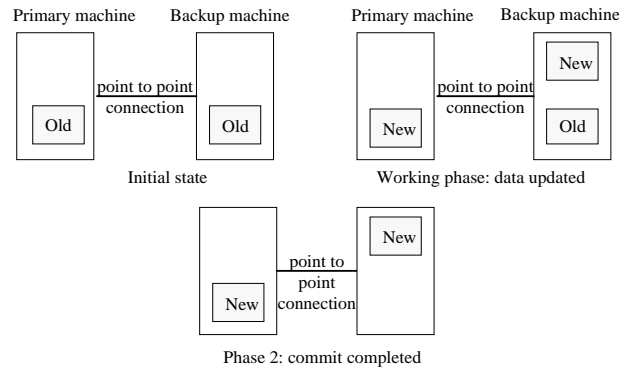 Primary machine
Backup machine
point to point
connection
Old
Old
Initial state
Primary machine
Backup machine
New
point to point
connection
New
Old
Working phase: data updated
New
point to
point
connection
New
Phase 2: commit completed